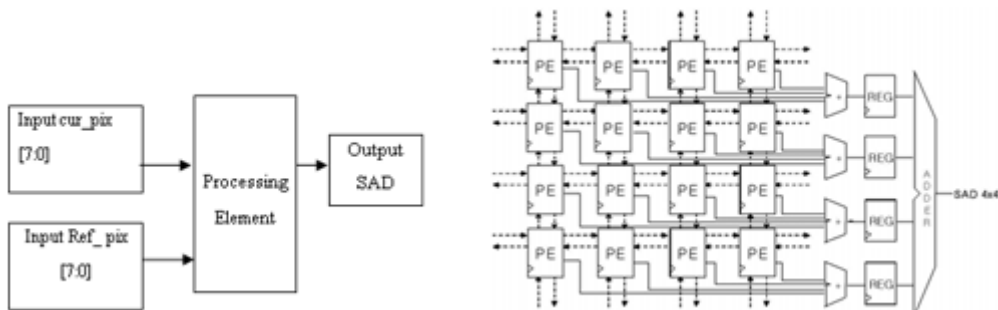 Input cur_pix
[7:0]
Input Ref_ pix
[7:0]
Processing
Element
Output
SAD
PE PE PE PE
+
REG
PE PE PE PE
+
REG
PE PE PE PE
+
REG
PE PE PE PE
+
REG
ADDER
SAD 4x4